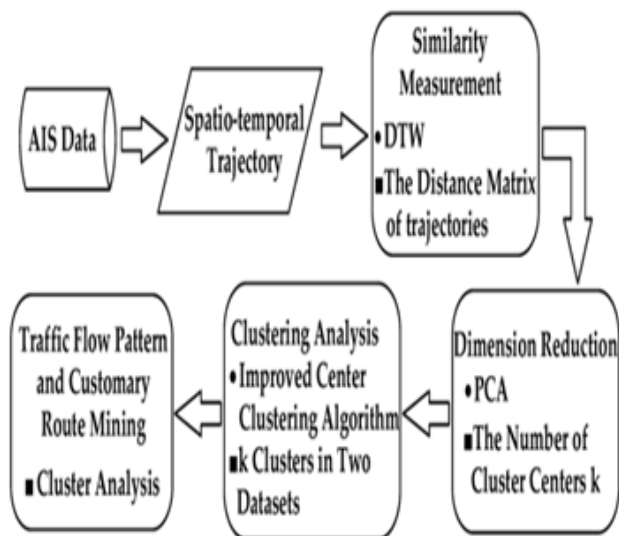 AIS Data
Spatio-temporal
Trajectory
Similarity
Measurement
•DTW
■The Distance Matrix
of trajectories
Dimension Reduction
•PCA
■The Number of
Cluster Centers k
Clustering Analysis
•Improved Center
Clustering Algorithm
■k Clusters in Two
Datasets
Traffic Flow Pattern
and Customary
Route Mining
■Cluster Analysis